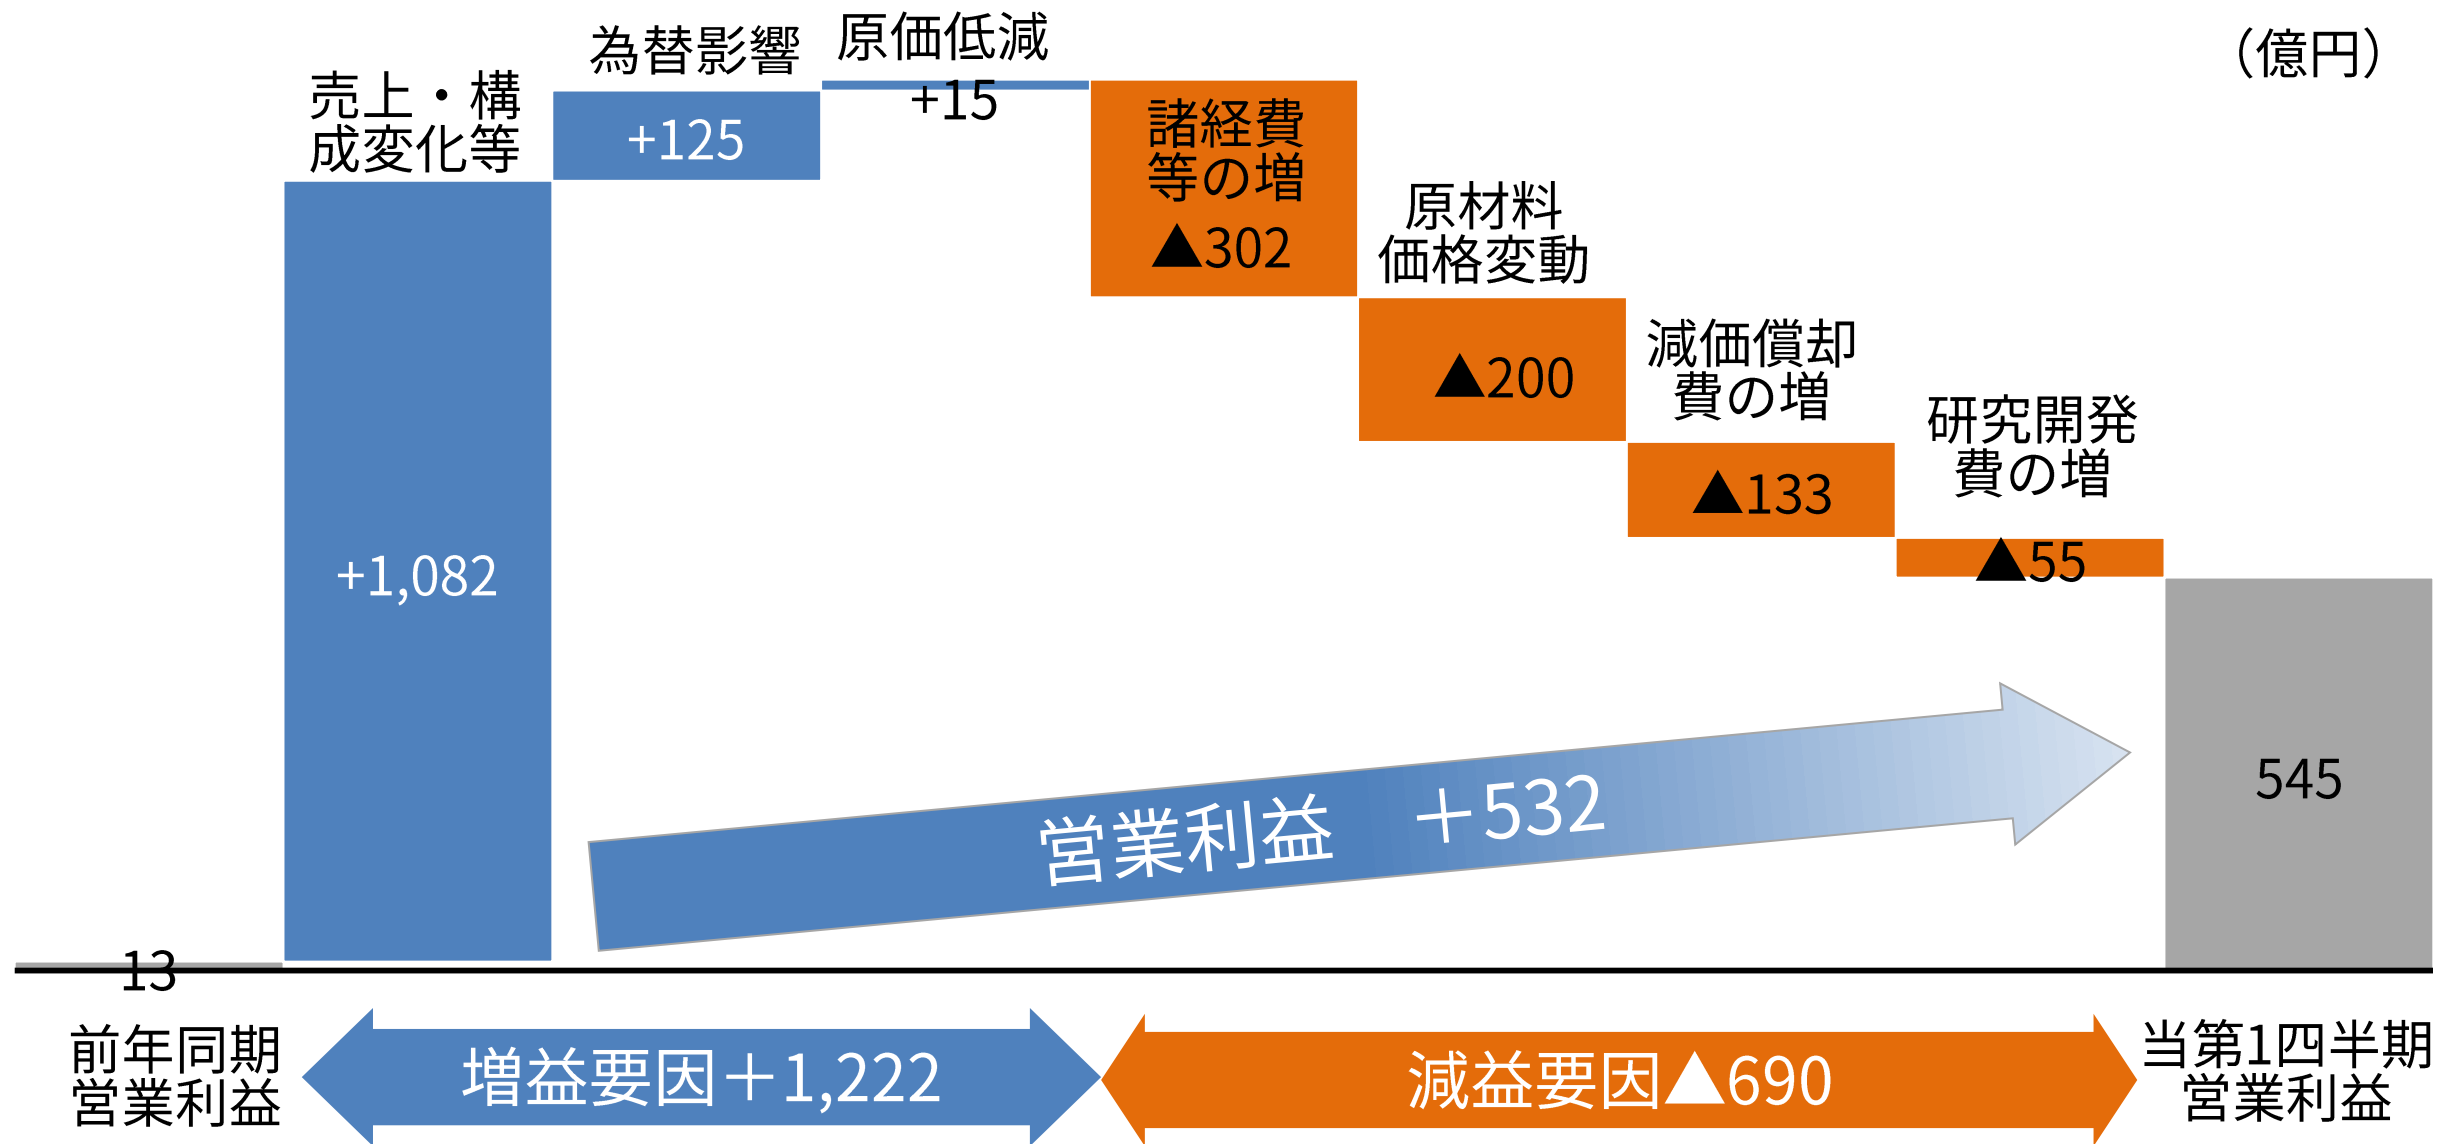 （億円）
売上・構
成変化等
+1,082
為替影響
+125
原価低減
+15
諸経費
等の増
▲302
原材料
価格変動
▲200
減価償却
費の増
▲133
研究開発
費の増
▲55
営業利益　＋532
13
545
前年同期
営業利益
増益要因＋1,222
減益要因▲690
当第1四半期
営業利益